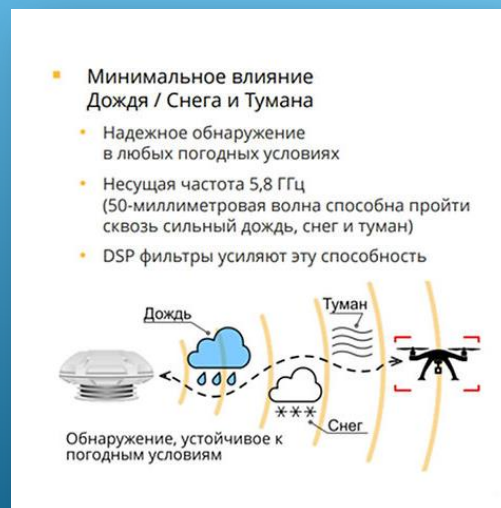 Минимальное влияние
Дождя / Снега и Тумана
Надежное обнаружение
в любых погодных условиях
Несущая частота 5,8 ГГц
(50-миллиметровая волна способна пройти
сквозь сильный дождь, снег и туман)
DSP фильтры усиляют эту способность
Туман
Дождь
Снег
Обнаружение, устойчивое к
погодным условиям